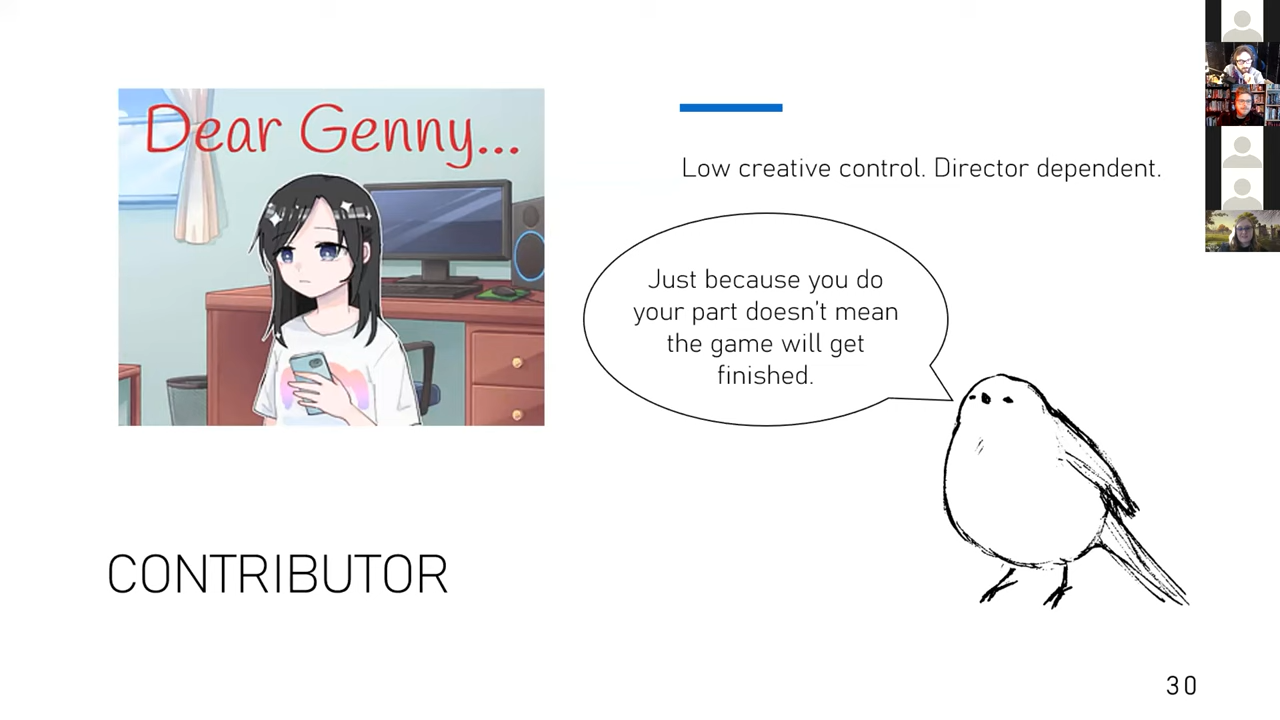 Dear Genny...
Low creative control. Director dependent.
Just because you do
your part doesn't mean
the game will get
finished.
CONTRIBUTOR
30